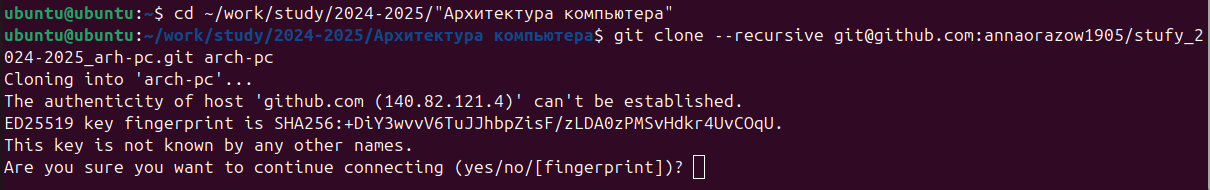 ubuntu@ubuntu:~$ cd ~/work/study/2024-2025/"Архитектура компьютера"
ubuntu@ubuntu:~/work/study/2024-2025/Архитектура компьютера$ git clone --recursive git@github.com:annaorazow1905/stufy_2
024-2025_arh-pc.git arch-pc
Cloning into 'arch-pc'...
The authenticity of host 'github.com (140.82.121.4)' can't be established.
ED25519 key fingerprint is SHA256:+DiY3wvvV6TuJJhbpZisF/zLDA0zPMSvHdkr4UvCOqU.
This key is not known by any other names.
Are you sure you want to continue connecting (yes/no/[fingerprint])?